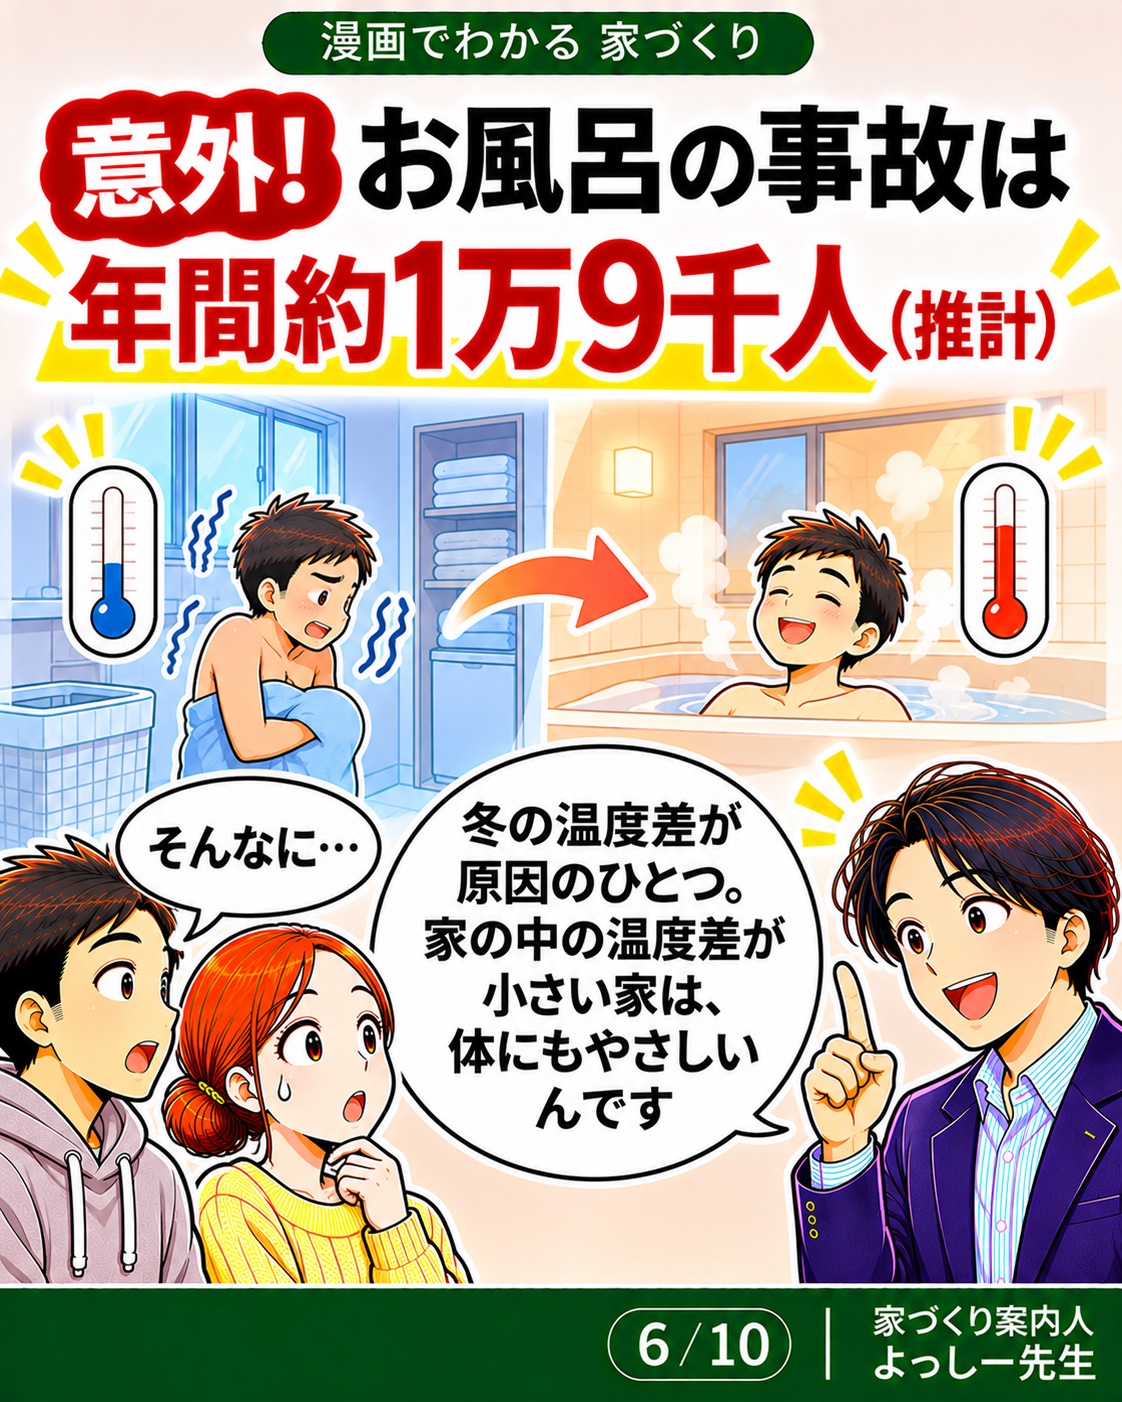 漫画でわかる 家づくり
意外! お風呂の事故は
年間約1万9千人(推計)
そんなに…
冬の温度差が
原因のひとつ。
家の中の温度差が
小さい家は、
体にもやさしい
んです
6/10
家づくり案内人
よっしー先生